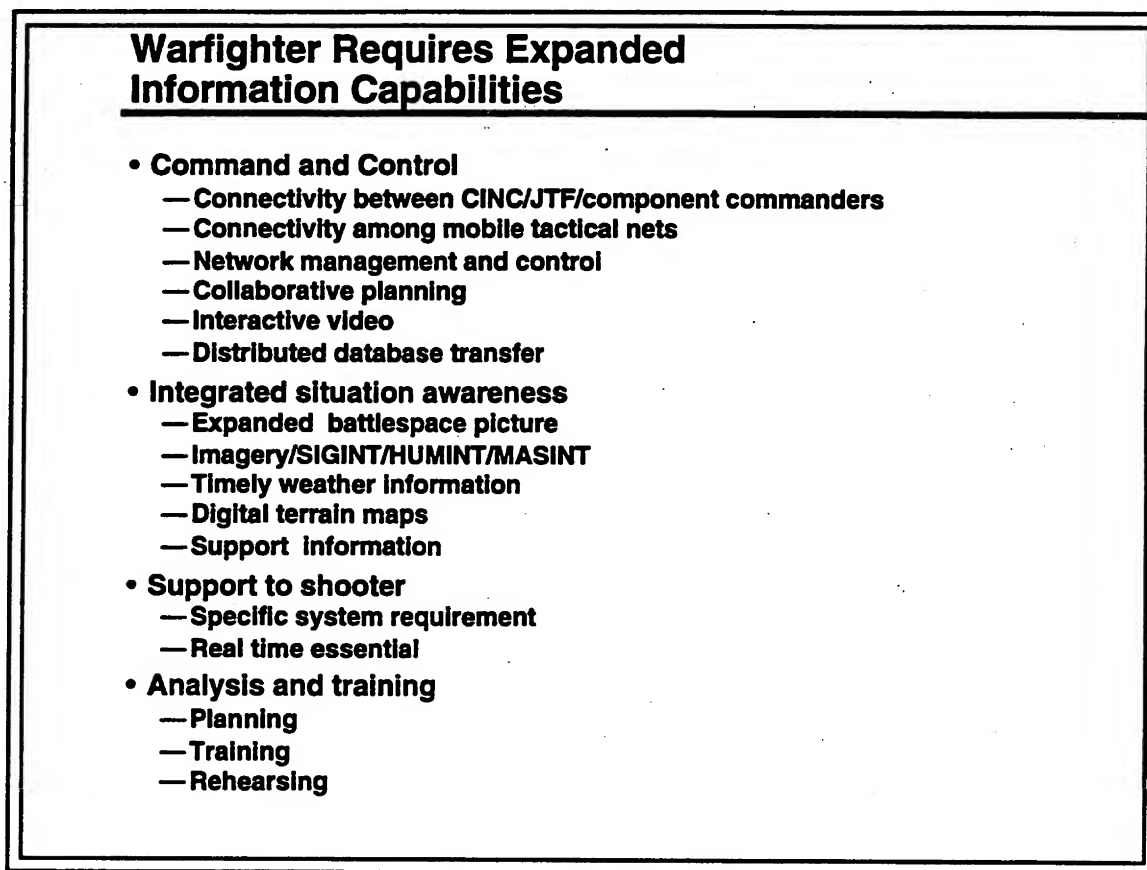 Warfighter Requires Expanded
Information Capabilities
• Command and Control
—Connectivity between CINC/JTF/component commanders
—Connectivity among mobile tactical nets
—Network management and control
—Collaborative planning
—Interactive video
—Distributed database transfer
• Integrated situation awareness
—Expanded battlespace picture
—Imagery/SIGINT/HUMINT/MASINT
—Timely weather information
—Digital terrain maps
—Support information
• Support to shooter
—Specific system requirement
—Real time essential
• Analysis and training
—Planning
—Training
—Rehearsing